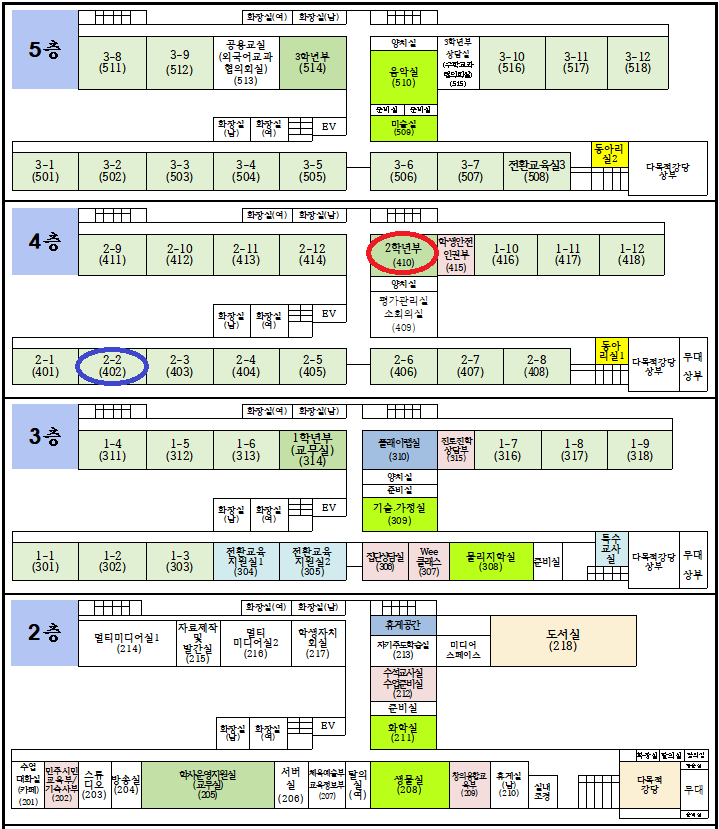 화장실(여) 화장실(남)
5층
3-8
(511)
3-9
(512)
공용교실
(외국어교과
협의회실)
(513)
3학년부
(514)
양치실
음악실
(510)
준비실 준비실
미술실
(509)
3학년부
상담실
(수학교과
협의회실)
(515)
3-10
(516)
3-11
(517)
3-12
(518)
화장실
(남)
화장실
(여)
EV
3-1
(501)
3-2
(502)
3-3
(503)
3-4
(504)
3-5
(505)
3-6
(506)
3-7
(507)
전환교육실3
(508)
동아리
실2
다목적강당
상부
화장실(여) 화장실(남)
4층
2-9
(411)
2-10
(412)
2-11
(413)
2-12
(414)
2학년부
(410)
학생안전
인권부
(415)
1-10
(416)
1-11
(417)
1-12
(418)
양치실
평가관리실
소회의실
(409)
화장실
(남)
화장실
(여)
EV
2-1
(401)
2-2
(402)
2-3
(403)
2-4
(404)
2-5
(405)
2-6
(406)
2-7
(407)
2-8
(408)
동아
리실1
다목적강당
상부
무대
상부
화장실(여) 화장실(남)
3층
1-4
(311)
1-5
(312)
1-6
(313)
1학년부
(교무실)
(314)
플레이랩실
(310)
진로진학
상담부
(315)
1-7
(316)
1-8
(317)
1-9
(318)
양치실
준비실
기술.가정실
(309)
화장실
(남)
화장실
(여)
EV
1-1
(301)
1-2
(302)
1-3
(303)
전환교육
지원실1
(304)
전환교육
지원실2
(305)
집단상담실
(306)
Wee
클래스
(307)
물리지학실
(308)
준비실
특수
교사
실
다목적강당
상부
무대
상부
화장실(여) 화장실(남)
2층
멀티미디어실1
(214)
자료제작
및
발간실
(215)
멀티
미디어실2
(216)
학생자치
회실
(217)
휴게공간
자기주도학습실
(213)
미디어
스페이스
도서실
(218)
수석교사실
수업준비실
(212)
준비실
화학실
(211)
화장실
(남)
화장실
(여)
EV
수업
대화실
(카페)
(201)
민주시민
교육부/
기숙사부
(202)
스튜
디오
(203)
방송실
(204)
학사운영지원실
(교무실)
(205)
서버
실
(206)
체육예술부
교육정보부
(207)
탈의
실
(여)
생물실
(208)
창의융합교
육부
(209)
휴게실
(남)
(210)
실내
조경
화장실 탈의실
다목적
강당
무대